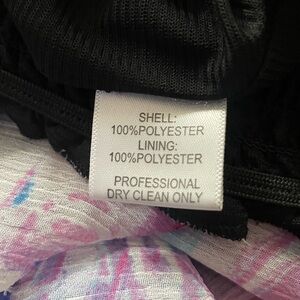 SHELL:
100%POLYESTER
LINING:
100%POLYESTER
PROFESSIONAL
DRY CLEAN ONLY